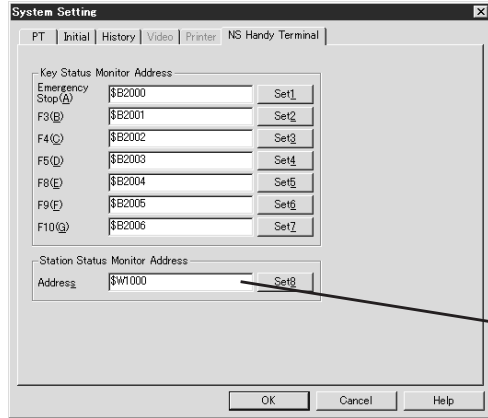 System Setting
PT Initial History Video Printer NS Handy Terminal
Key Status Monitor Address
Emergency
Stop(A) $B2000 Set1
F3(B) $B2001 Set2
F4(C) $B2002 Set3
F5(D) $B2003 Set4
F8(E) $B2004 Set5
F9(F) $B2005 Set6
F10(G) $B2006 Set7
Station Status Monitor Address
Address $W1000 Set8
OK Cancel Help